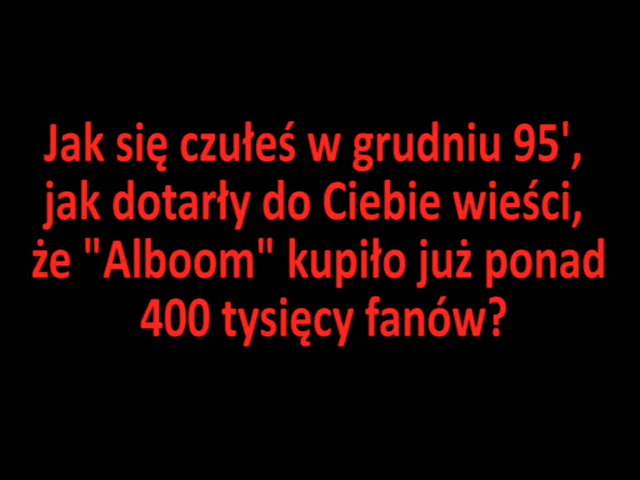 Jak się czułeś w grudniu 95',
jak dotarły do Ciebie wieści,
że "Alboom" kupiło już ponad
400 tysięcy fanów?